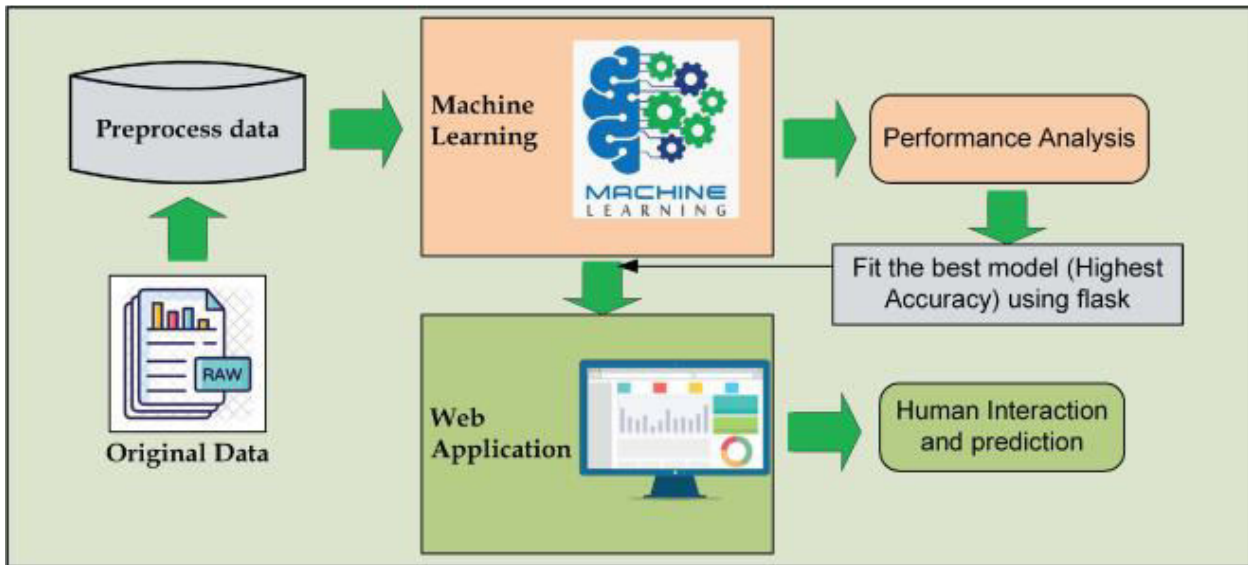 Preprocess data
Machine
Learning
MACHINE
LEARNING
Performance Analysis
Fit the best model (Highest
Accuracy) using flask
RAW
Original Data
Web
Application
Human Interaction
and prediction